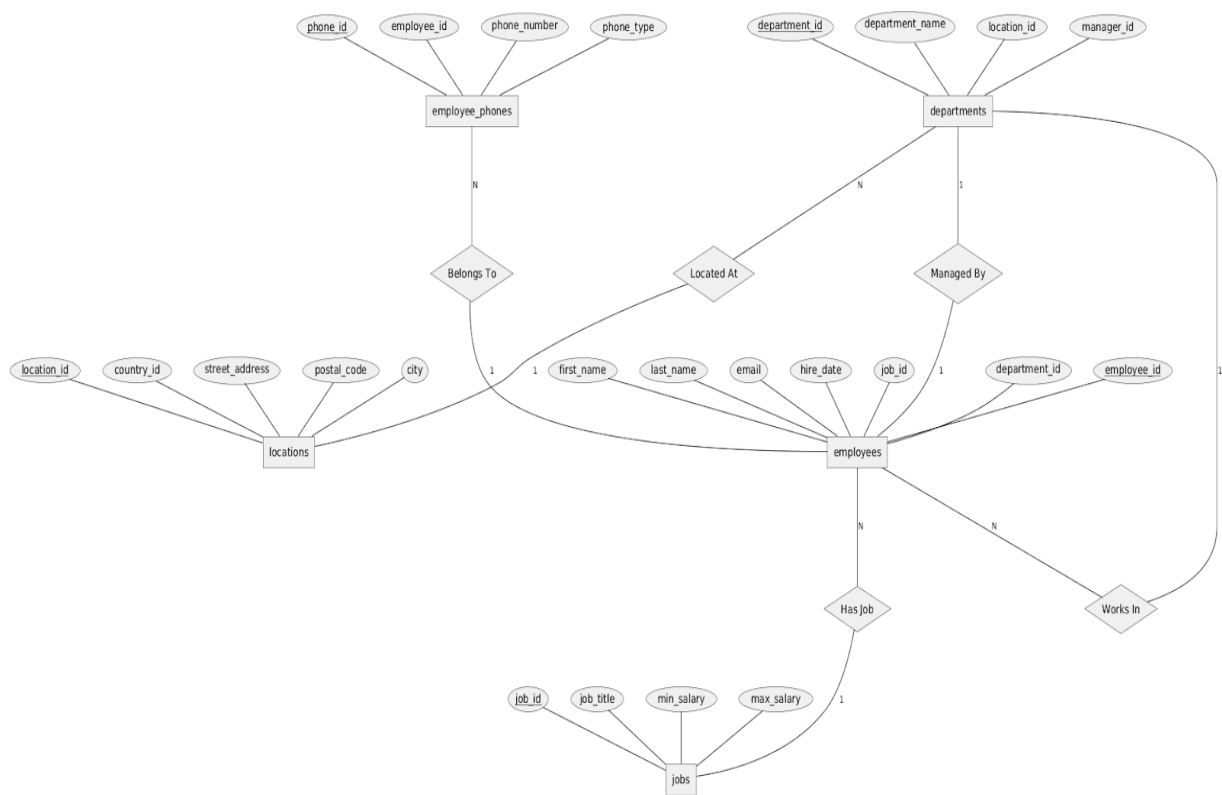 phone_id
employee_id
phone_number
phone_type
department_id
department_name
location_id
manager_id
employee_phones
departments
N
N
1
1
Belongs To
Located At
Managed By
location_id
country_id
street_address
postal_code
city
1
1
first_name
last_name
email
hire_date
job_id
1
department_id
employee_id
locations
employees
N
N
Has Job
Works In
job_id
job_title
min_salary
max_salary
1
jobs